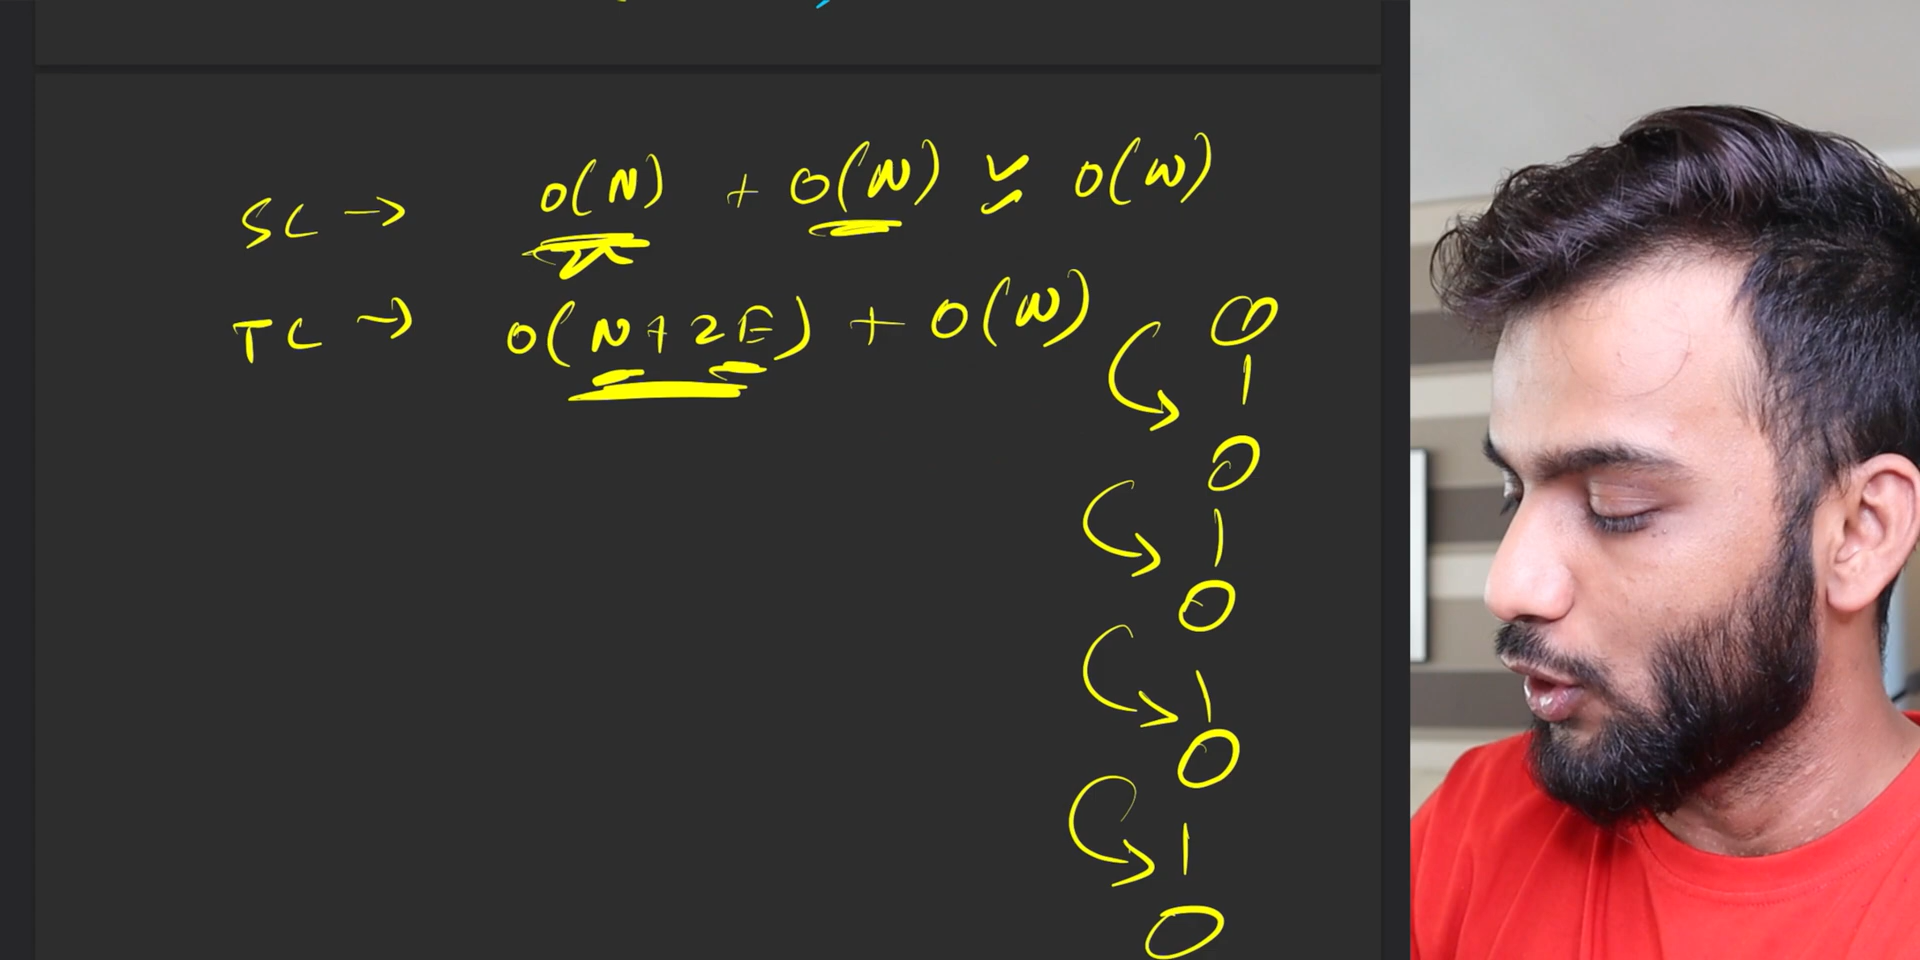 SC → O(N) + O(N) ≈ O(N)
TC → O(N+2E) + O(N)